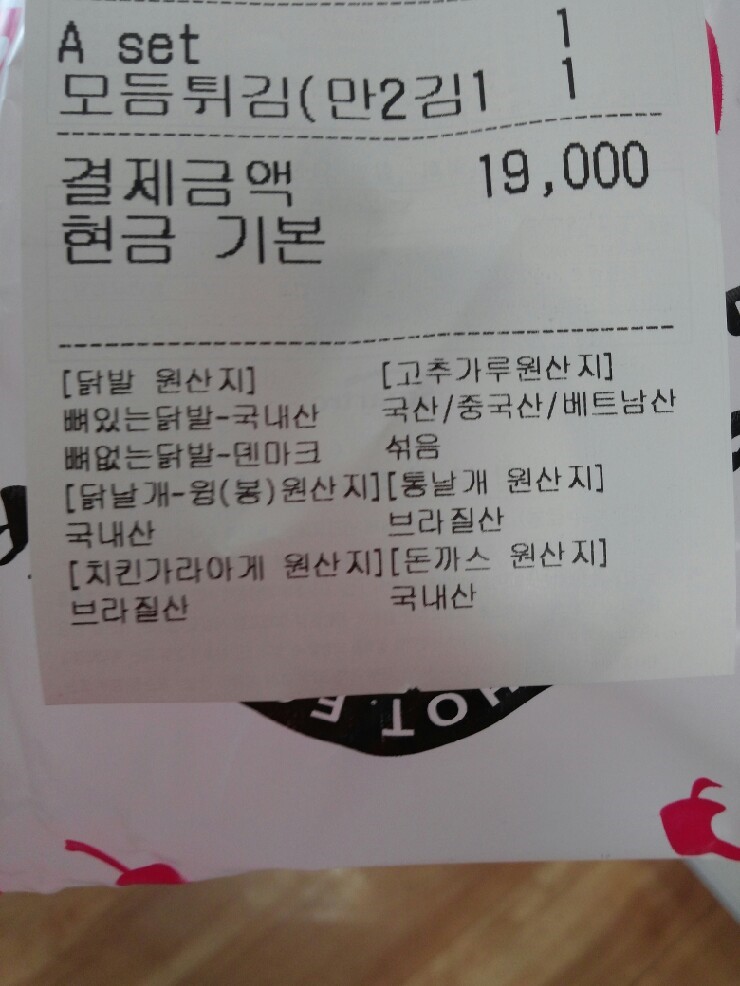 A set 1
모듬튀김(만2김1 1
결제금액 19,000
현금 기본
[닭발 원산지]
뼈있는닭발-국내산
뼈없는닭발-덴마크
[닭날개-윙(봉)원산지]
국내산
[치킨가라아게 원산지]
브라질산
[고추가루원산지]
국산/중국산/베트남산
섞음
[통날개 원산지]
브라질산
[돈까스 원산지]
국내산